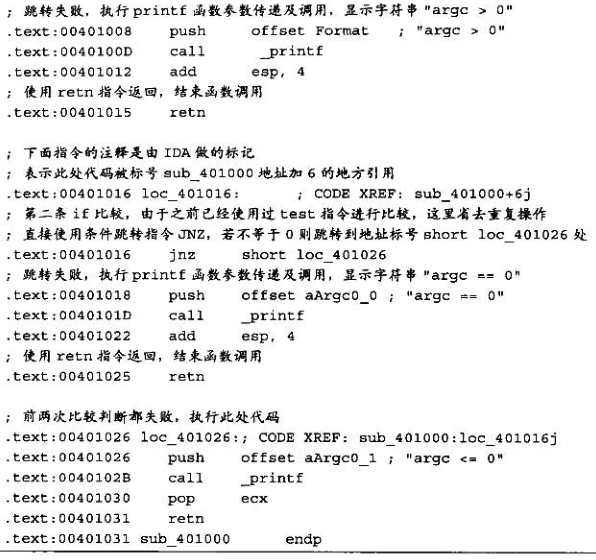 ; 跳转失败，执行 printf 函数参数传递及调用，显示字符串 "argc > 0"
.text:00401008 push offset Format ; "argc > 0"
.text:0040100D call _printf
.text:00401012 add esp, 4
; 使用 retn 指令返回，结束函数调用
.text:00401015 retn
; 下面指令的注释是由 IDA 做的标记
; 表示此处代码被标号 sub_401000 地址加 6 的地方引用
.text:00401016 loc_401016: ; CODE XREF: sub_401000+6j
; 第二条 if 比较，由于之前已经使用过 test 指令进行比较，这里省去重复操作
; 直接使用条件跳转指令 JNZ，若不等于 0 则跳转到地址标号 short loc_401026 处
.text:00401016 jnz short loc_401026
; 跳转失败，执行 printf 函数参数传递及调用，显示字符串 "argc == 0"
.text:00401018 push offset aArgc0_0 ; "argc == 0"
.text:0040101D call _printf
.text:00401022 add esp, 4
; 使用 retn 指令返回，结束函数调用
.text:00401025 retn
; 前两次比较判断都失败，执行此处代码
.text:00401026 loc_401026:; CODE XREF: sub_401000:loc_401016j
.text:00401026 push offset aArgc0_1 ; "argc <= 0"
.text:0040102B call _printf
.text:00401030 pop ecx
.text:00401031 retn
.text:00401031 sub_401000 endp